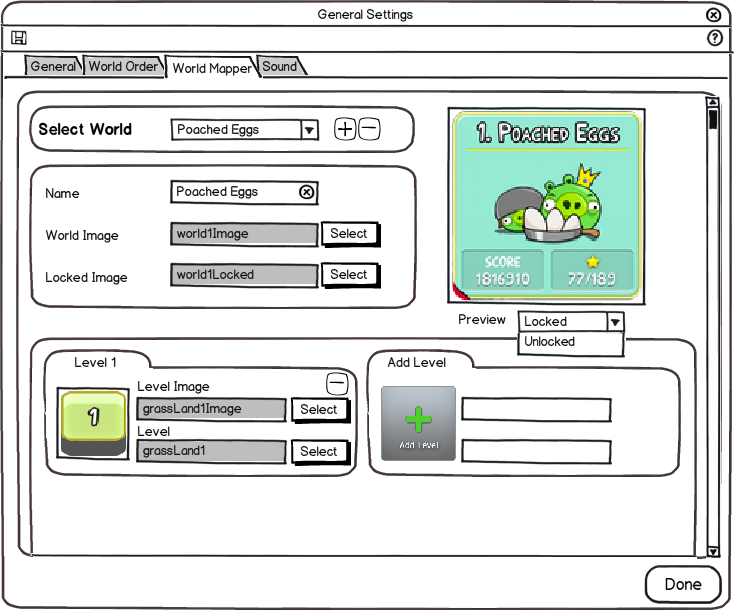 General Settings
General
World Order
World Mapper
Sound
Select World
Poached Eggs
1. Poached Eggs
SCORE
1816910
77/189
Name
Poached Eggs
World Image
world1Image
Select
Locked Image
world1Locked
Select
Preview
Locked
Unlocked
Level 1
1
Level Image
grassLand1Image
Select
Level
grassLand1
Select
Add Level
Add Level
Done